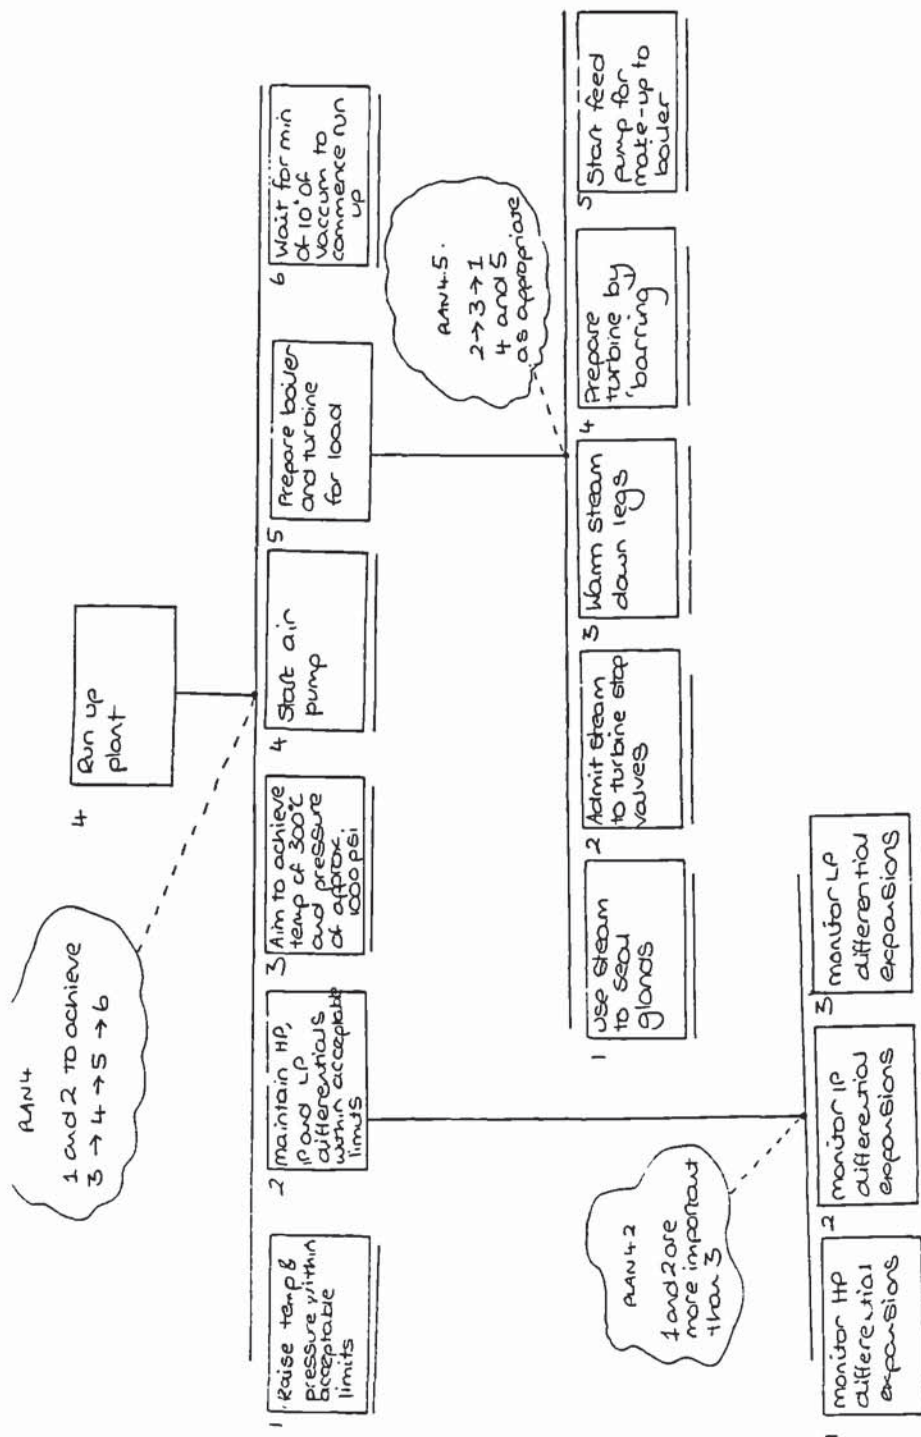 PLAN 4
1 and 2 TO achieve
3 → 4 → 5 → 6
4
Run up
plant
1
Raise temp &
pressure within
acceptable
limits
2
maintain HP,
IP and LP
differentials
within acceptable
limits
3
Aim to achieve
temp of 300°c
and pressure
of approx.
1000 psi
4
Start air
pump
5
Prepare boiler
and turbine
for load
6
Wait for min
of 10" of
vaccum to
commence run
up
PLAN 4.5.
2 → 3 → 1
4 and 5
as appropriate
1
use steam
to seal
glands
2
Admit steam
to turbine stop
valves
3
Warm steam
down legs
4
Prepare
turbine by
'barring
5
Start feed
pump for
make-up to
boiler
PLAN 4.2
1 and 2 are
more important
than 3
1
monitor HP
differential
expansions
2
monitor IP
differential
expansions
3
monitor LP
differential
expansions